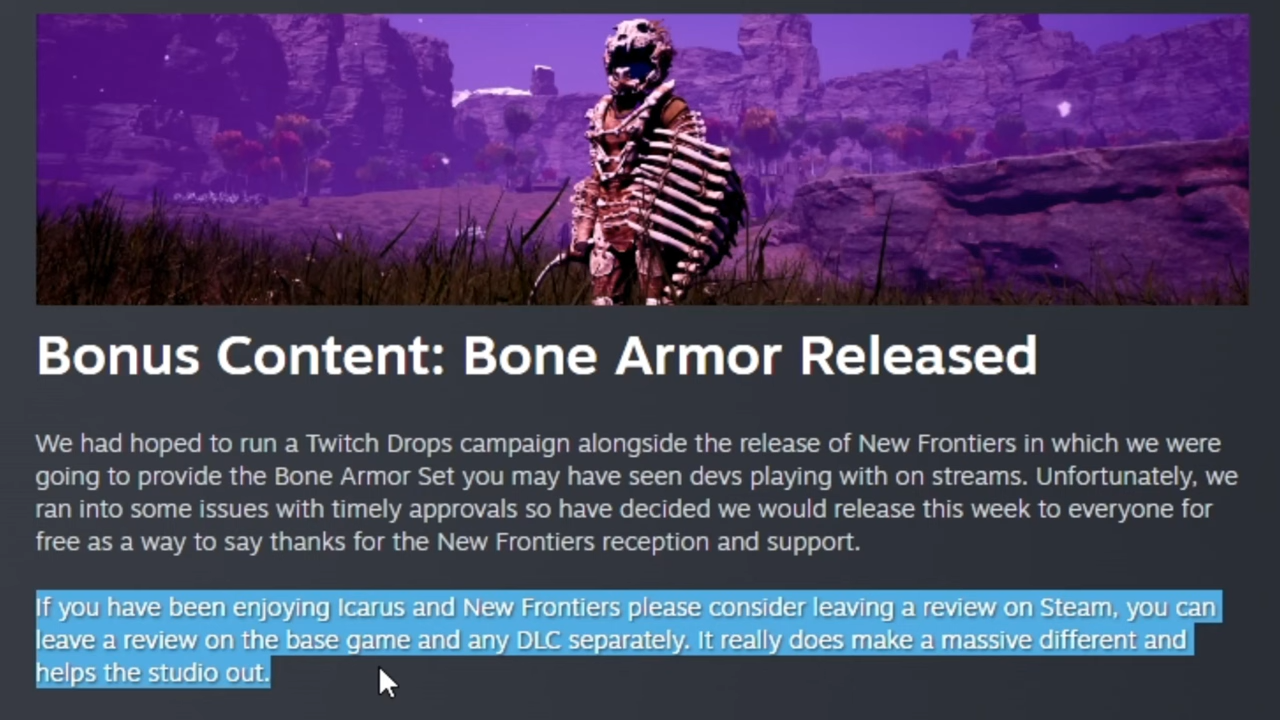 Bonus Content: Bone Armor Released
We had hoped to run a Twitch Drops campaign alongside the release of New Frontiers in which we were
going to provide the Bone Armor Set you may have seen devs playing with on streams. Unfortunately, we
ran into some issues with timely approvals so have decided we would release this week to everyone for
free as a way to say thanks for the New Frontiers reception and support.
If you have been enjoying Icarus and New Frontiers please consider leaving a review on Steam, you can
leave a review on the base game and any DLC separately. It really does make a massive different and
helps the studio out.